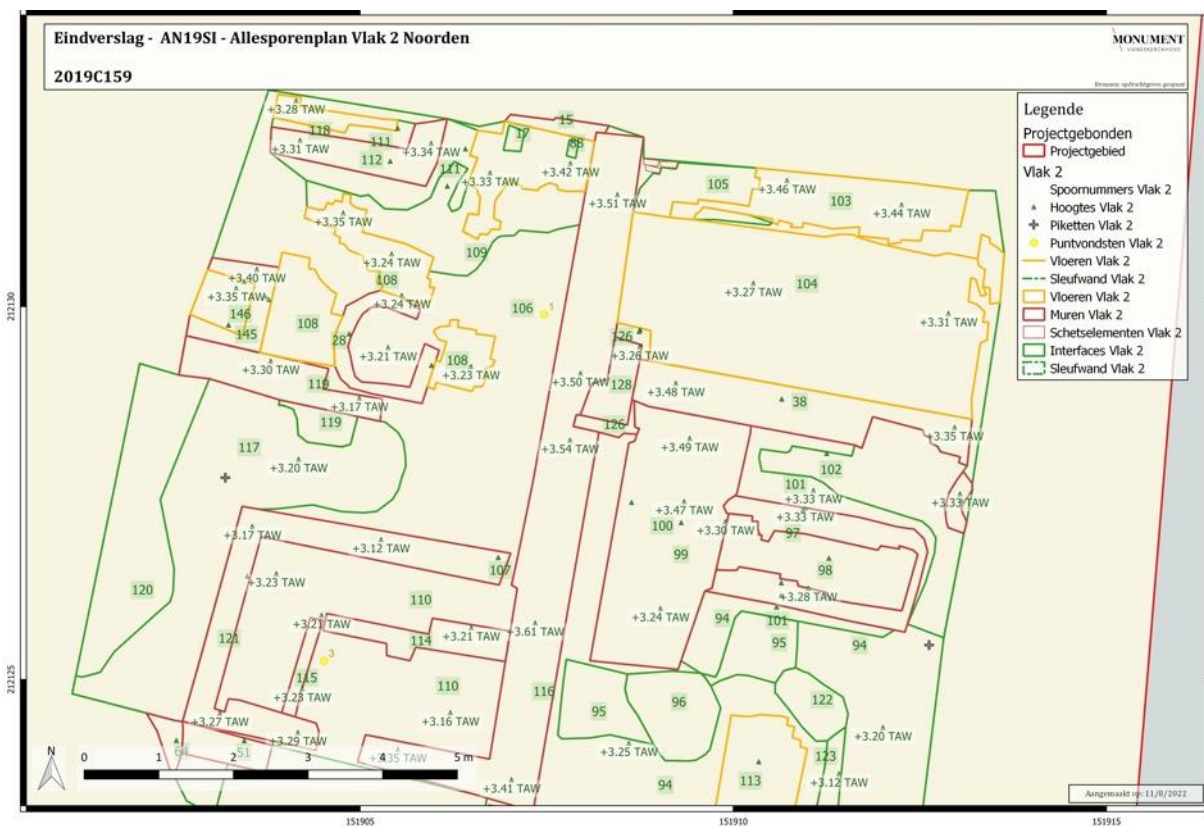 Eindverslag - AN19SI - Allesporenplan Vlak 2 Noorden
2019C159
MONUMENT
VANDEKERCKHOVE
Legende
Projectgebonden
Projectgebied
Vlak 2
Spoornummers Vlak 2
Hoogtes Vlak 2
Piketten Vlak 2
Puntvondsten Vlak 2
Vloeren Vlak 2
Sleufwand Vlak 2
Vloeren Vlak 2
Muren Vlak 2
Schetselementen Vlak 2
Interfaces Vlak 2
Sleufwand Vlak 2
+3.28 TAW
118
111
+3.31 TAW
112
+3.34 TAW
111
+3.33 TAW
17
15
88
+3.42 TAW
+3.51 TAW
105
+3.46 TAW
103
+3.44 TAW
+3.35 TAW
109
+3.24 TAW
108
+3.24 TAW
+3.40 TAW
+3.35 TAW
146
145
108
28
106
1
104
+3.27 TAW
+3.31 TAW
+3.21 TAW
126
+3.26 TAW
+3.30 TAW
119
108
+3.23 TAW
+3.50 TAW
128
+3.48 TAW
38
+3.17 TAW
119
126
117
+3.20 TAW
+3.54 TAW
+3.49 TAW
+3.35 TAW
102
101
+3.33 TAW
+3.33 TAW
+3.33 TAW
+3.47 TAW
100
+3.30 TAW
97
99
98
+3.17 TAW
+3.12 TAW
107
+3.23 TAW
120
110
+3.28 TAW
101
+3.24 TAW
94
95
94
+3.21 TAW
+3.21 TAW
+3.61 TAW
121
114
3
115
110
116
+3.23 TAW
95
96
122
+3.27 TAW
+3.16 TAW
+3.29 TAW
+3.25 TAW
+3.20 TAW
64
51
+3.35 TAW
123
113
+3.12 TAW
+3.41 TAW
94
N
0 1 2 3 4 5 m
Aangemaakt op: 11/8/2022
212130
212125
151905
151910
151915